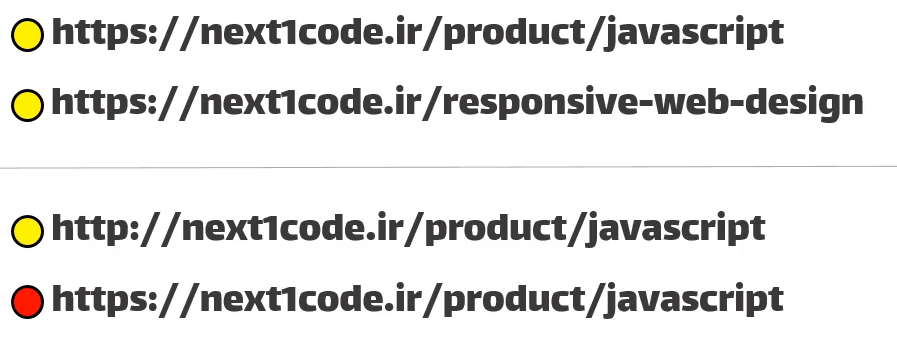 https://next1code.ir/product/javascript
https://next1code.ir/responsive-web-design
http://next1code.ir/product/javascript
https://next1code.ir/product/javascript